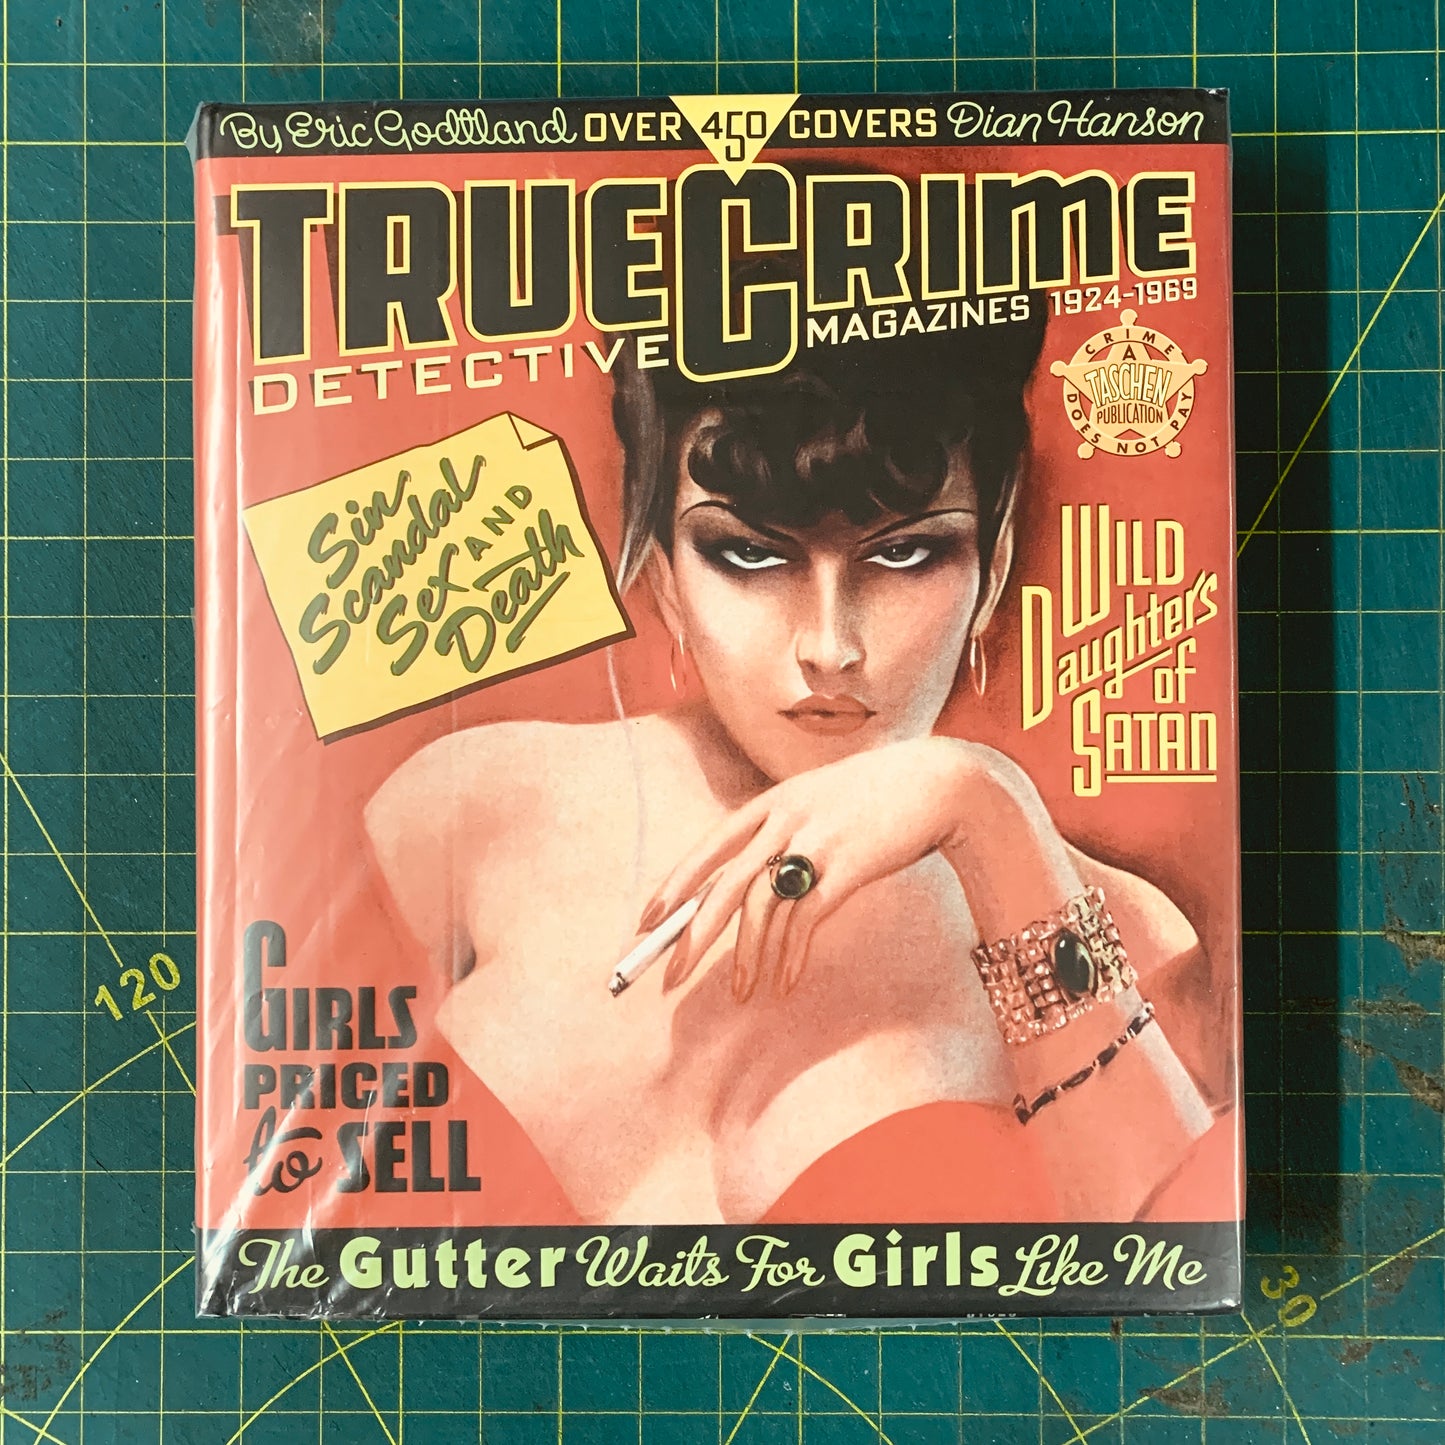 By Eric Godtland OVER 450 COVERS Dian Hanson
TRUE CRIME
DETECTIVE MAGAZINES 1924-1969
CRIME DOES NOT PAY
A
TASCHEN
PUBLICATION
Sin
Scandal
Sex AND
Death
WILD
Daughters
of
SATAN
GIRLS
PRICED
to SELL
The Gutter Waits For Girls Like Me
120
30